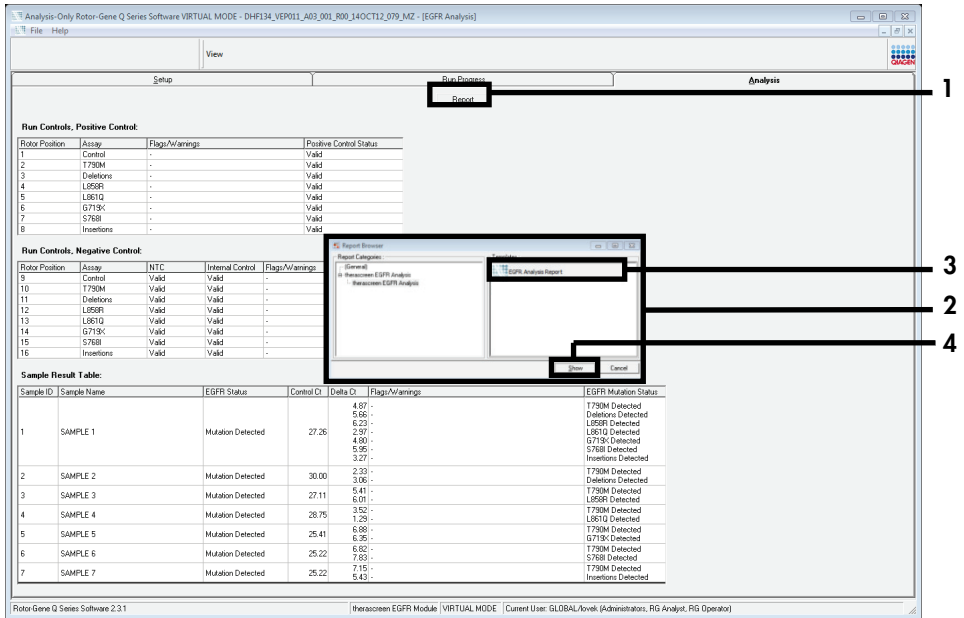 Analysis-Only Rotor-Gene Q Series Software VIRTUAL MODE - DHF134_VEP011_A03_001_R00_14OCT12_079_MZ - [EGFR Analysis]
File Help
View
QIAGEN
Setup Run Progress Analysis
Report
1
Run Controls, Positive Control:
Rotor Position Assay Flags/Warnings Positive Control Status
1 Control - Valid
2 T790M - Valid
3 Deletions - Valid
4 L858R - Valid
5 L861Q - Valid
6 G719X - Valid
7 S768I - Valid
8 Insertions - Valid
Run Controls, Negative Control:
Rotor Position Assay NTC Internal Control Flags/Warnings
9 Control Valid Valid -
10 T790M Valid Valid -
11 Deletions Valid Valid -
12 L858R Valid Valid -
13 L861Q Valid Valid -
14 G719X Valid Valid -
15 S768I Valid Valid -
16 Insertions Valid Valid -
Report Browser
Report Categories: Templates
(General)
therascreen EGFR Analysis
therascreen EGFR Analysis
EGFR Analysis Report
3
2
4
Show Cancel
Sample Result Table:
Sample ID Sample Name EGFR Status Control Ct Delta Ct Flags/Warnings EGFR Mutation Status
1 SAMPLE 1 Mutation Detected 27.26
4.87 - T790M Detected
5.66 - Deletions Detected
6.23 - L858R Detected
2.97 - L861Q Detected
4.80 - G719X Detected
5.95 - S768I Detected
3.27 - Insertions Detected
2 SAMPLE 2 Mutation Detected 30.00
2.33 - T790M Detected
3.06 - Deletions Detected
3 SAMPLE 3 Mutation Detected 27.11
5.41 - T790M Detected
6.01 - L858R Detected
4 SAMPLE 4 Mutation Detected 28.75
3.52 - T790M Detected
1.29 - L861Q Detected
5 SAMPLE 5 Mutation Detected 25.41
6.88 - T790M Detected
6.35 - G719X Detected
6 SAMPLE 6 Mutation Detected 25.22
6.82 - T790M Detected
7.83 - S768I Detected
7 SAMPLE 7 Mutation Detected 25.22
7.15 - T790M Detected
5.43 - Insertions Detected
Rotor-Gene Q Series Software 2.3.1 therascreen EGFR Module VIRTUAL MODE Current User: GLOBAL/lovek (Administrators, RG Analyst, RG Operator)